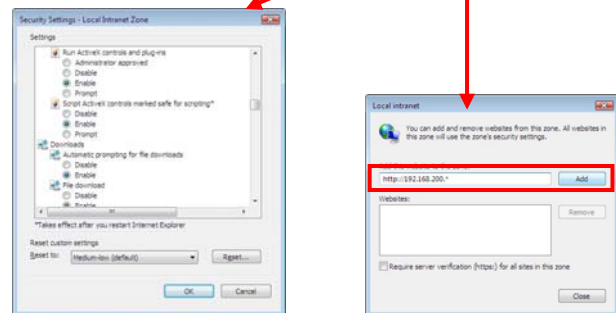 Security Settings - Local Intranet Zone
Settings
Run ActiveX controls and plug-ins
Administrator approved
Disable
Enable
Prompt
Script ActiveX controls marked safe for scripting*
Disable
Enable
Prompt
Downloads
Automatic prompting for file downloads
Disable
Enable
File download
Disable
Enable
*Takes effect after you restart Internet Explorer
Reset custom settings
Reset to: Medium-low (default) Reset...
OK Cancel
Local intranet
You can add and remove websites from this zone. All websites in
this zone will use the zone's security settings.
http://192.168.200.* Add
Websites:
Remove
Require server verification (https:) for all sites in this zone
Close